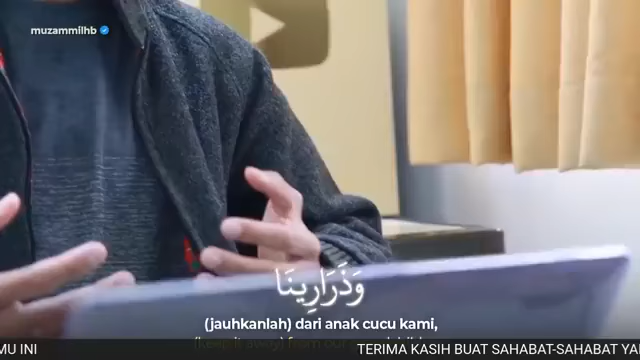 muzammilhb
وَذَرَارِينَا
(jauhkanlah) dari anak cucu kami,
MU INI
TERIMA KASIH BUAT SAHABAT-SAHABAT YA